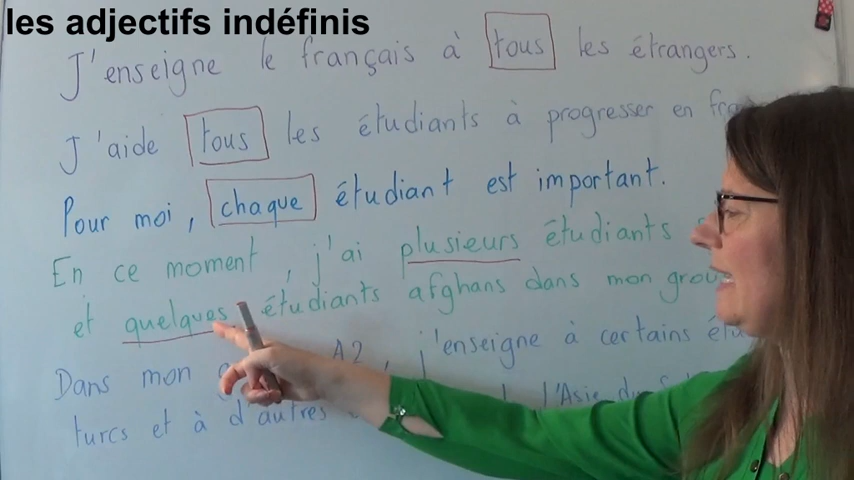 les adjectifs indéfinis
J'enseigne le français à tous les étrangers.
J'aide tous les étudiants à progresser en
Pour moi, chaque étudiant est important.
En ce moment, j'ai plusieurs étudiants
et quelques étudiants afghans dans mon
Dans mon A2, j'enseigne à certains
turcs et à d'autres l'Asie du